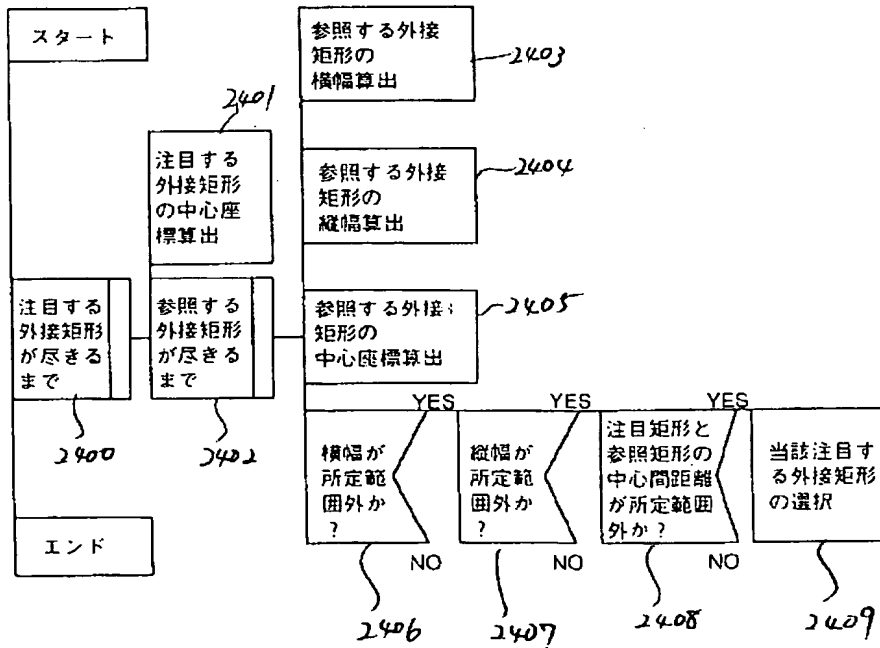 スタート
参照する外接
矩形の
横幅算出
2403
2401
注目する
外接矩形
の中心座
標算出
参照する外接
矩形の
縦幅算出
2404
注目する
外接矩形
が尽きる
まで
参照する
外接矩形
が尽きる
まで
参照する外接
矩形の
中心座標算出
2405
2400
2402
YES
YES
YES
横幅が
所定範
囲外か
?
縦幅が
所定範
囲外か
?
注目矩形と
参照矩形の
中心間距離
が所定範囲
外か?
当該注目す
る外接矩形
の選択
エンド
NO
NO
NO
2406
2407
2408
2409